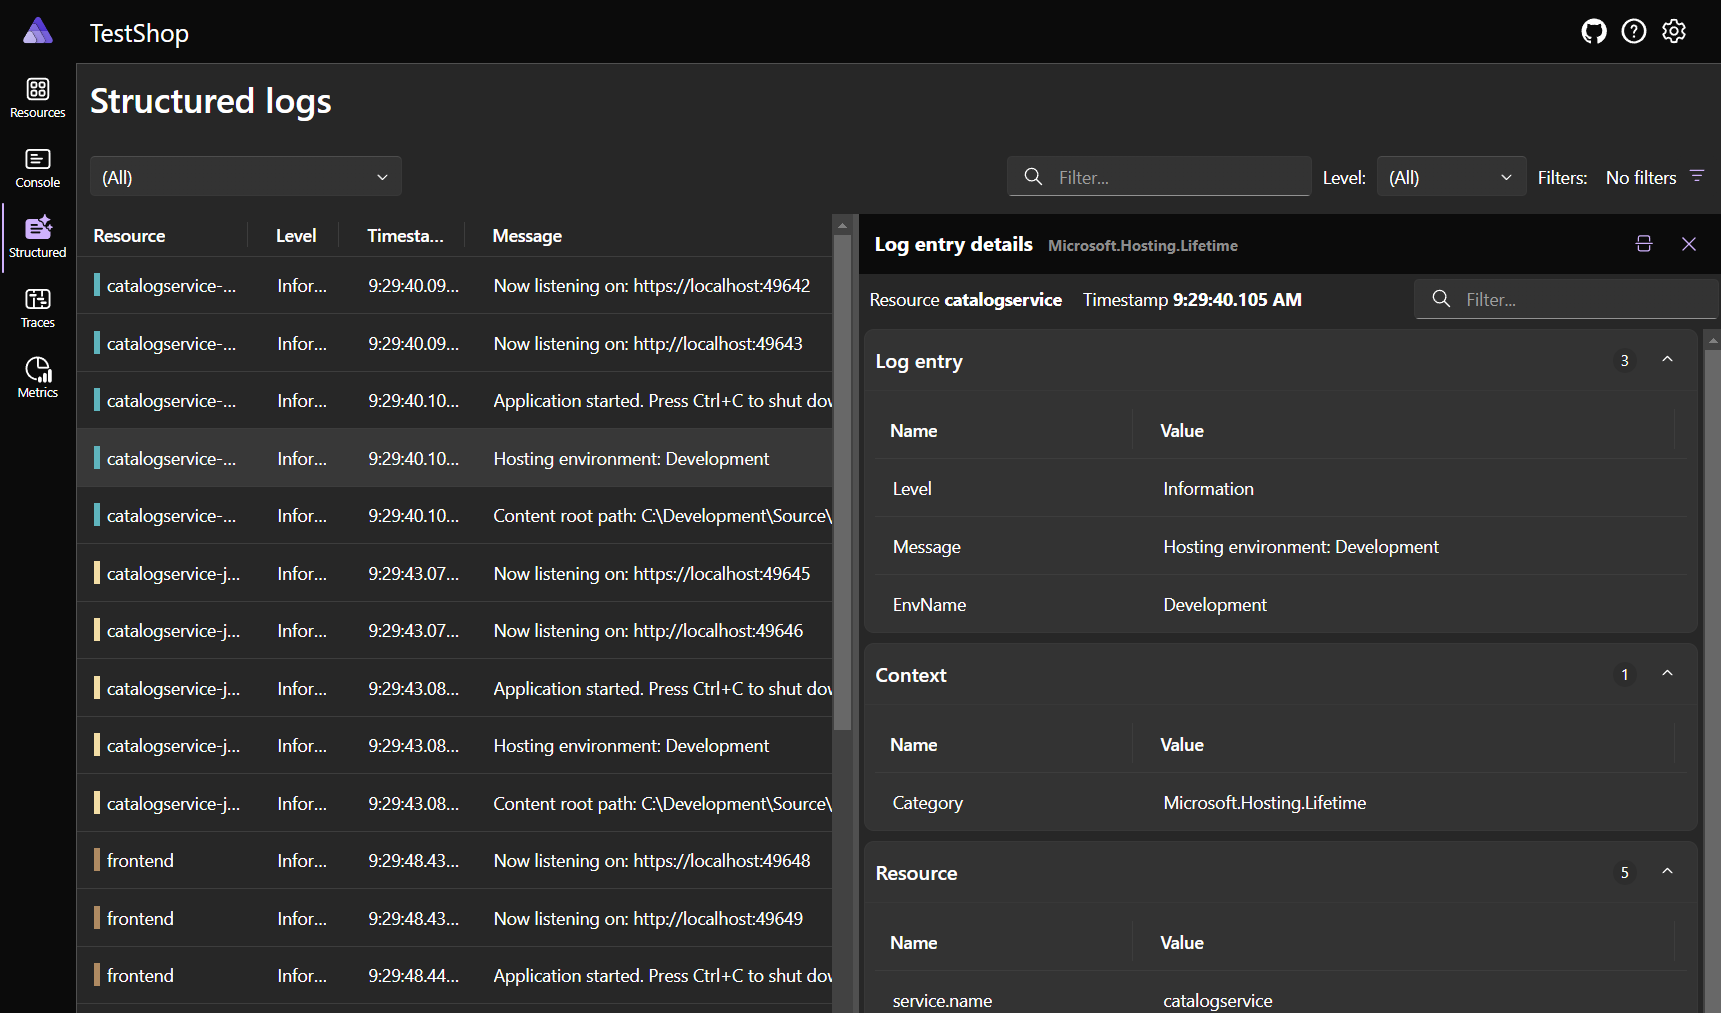 TestShop
Resources
Console
Structured
Traces
Metrics
Structured logs
(All)
Filter...
Level:
(All)
Filters:
No filters
Resource Level Timesta... Message
catalogservice-... Infor... 9:29:40.09... Now listening on: https://localhost:49642
catalogservice-... Infor... 9:29:40.09... Now listening on: http://localhost:49643
catalogservice-... Infor... 9:29:40.10... Application started. Press Ctrl+C to shut dow
catalogservice-... Infor... 9:29:40.10... Hosting environment: Development
catalogservice-... Infor... 9:29:40.10... Content root path: C:\Development\Source\
catalogservice-j... Infor... 9:29:43.07... Now listening on: https://localhost:49645
catalogservice-j... Infor... 9:29:43.07... Now listening on: http://localhost:49646
catalogservice-j... Infor... 9:29:43.08... Application started. Press Ctrl+C to shut dow
catalogservice-j... Infor... 9:29:43.08... Hosting environment: Development
catalogservice-j... Infor... 9:29:43.08... Content root path: C:\Development\Source\
frontend Infor... 9:29:48.43... Now listening on: https://localhost:49648
frontend Infor... 9:29:48.43... Now listening on: http://localhost:49649
frontend Infor... 9:29:48.44... Application started. Press Ctrl+C to shut dow
Log entry details Microsoft.Hosting.Lifetime
Resource catalogservice Timestamp 9:29:40.105 AM
Filter...
Log entry 3
Name Value
Level Information
Message Hosting environment: Development
EnvName Development
Context 1
Name Value
Category Microsoft.Hosting.Lifetime
Resource 5
Name Value
service.name catalogservice